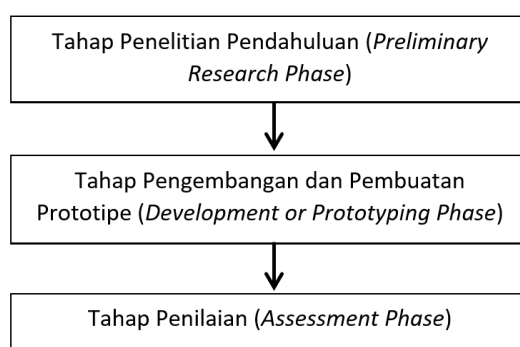 Tahap Penelitian Pendahuluan (Preliminary
Research Phase)
Tahap Pengembangan dan Pembuatan
Prototipe (Development or Prototyping Phase)
Tahap Penilaian (Assessment Phase)